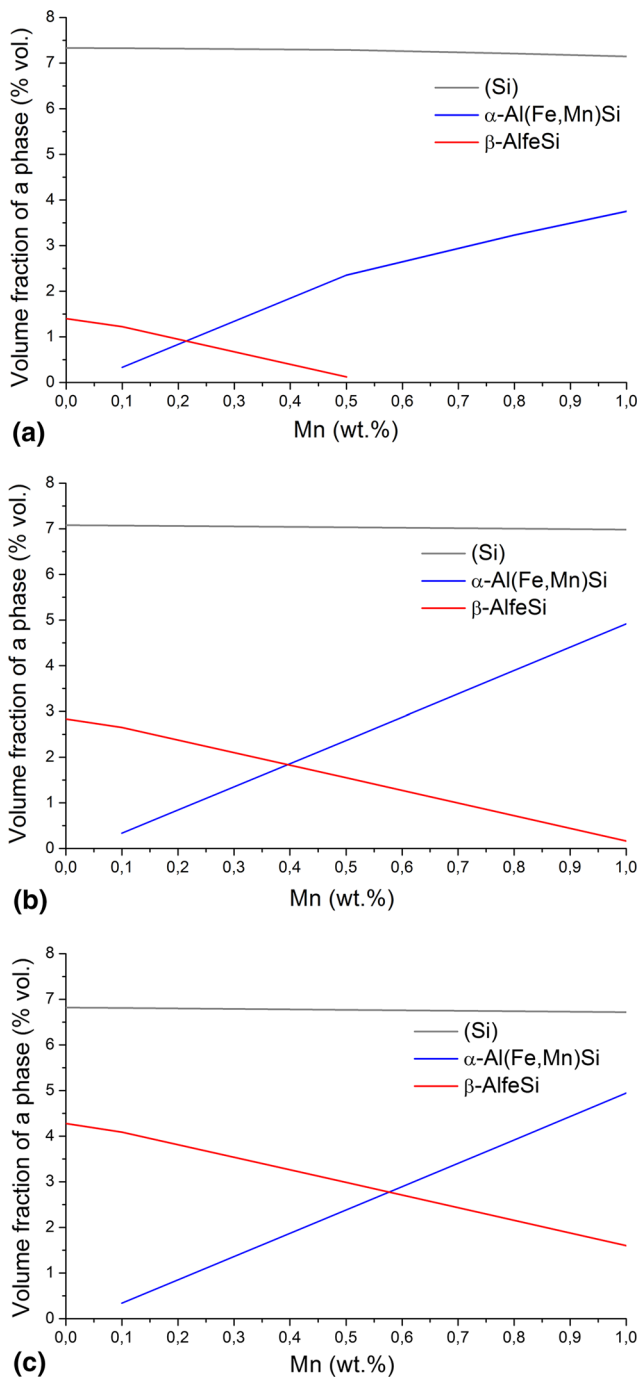 Volume fraction of a phase (% vol.)
8
7
6
5
4
3
2
1
0
(Si)
α-Al(Fe,Mn)Si
β-AlfeSi
0,0 0,1 0,2 0,3 0,4 0,5 0,6 0,7 0,8 0,9 1,0
Mn (wt.%)
(a)
Volume fraction of a phase (% vol.)
8
7
6
5
4
3
2
1
0
(Si)
α-Al(Fe,Mn)Si
β-AlfeSi
0,0 0,1 0,2 0,3 0,4 0,5 0,6 0,7 0,8 0,9 1,0
Mn (wt.%)
(b)
Volume fraction of a phase (% vol.)
8
7
6
5
4
3
2
1
0
(Si)
α-Al(Fe,Mn)Si
β-AlfeSi
0,0 0,1 0,2 0,3 0,4 0,5 0,6 0,7 0,8 0,9 1,0
Mn (wt.%)
(c)